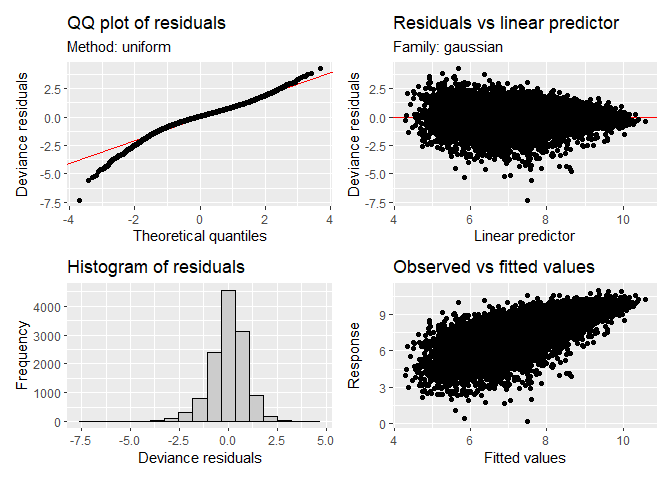 QQ plot of residuals
Method: uniform
2.5
0.0
-2.5
-5.0
-7.5
-4
-2
0
2
4
Deviance residuals
Theoretical quantiles
Residuals vs linear predictor
Family: gaussian
2.5
0.0
-2.5
-5.0
-7.5
4
6
8
10
Deviance residuals
Linear predictor
Histogram of residuals
4000
3000
2000
1000
0
-7.5
-5.0
-2.5
0.0
2.5
5.0
Frequency
Deviance residuals
Observed vs fitted values
9
6
3
0
4
6
8
10
Response
Fitted values